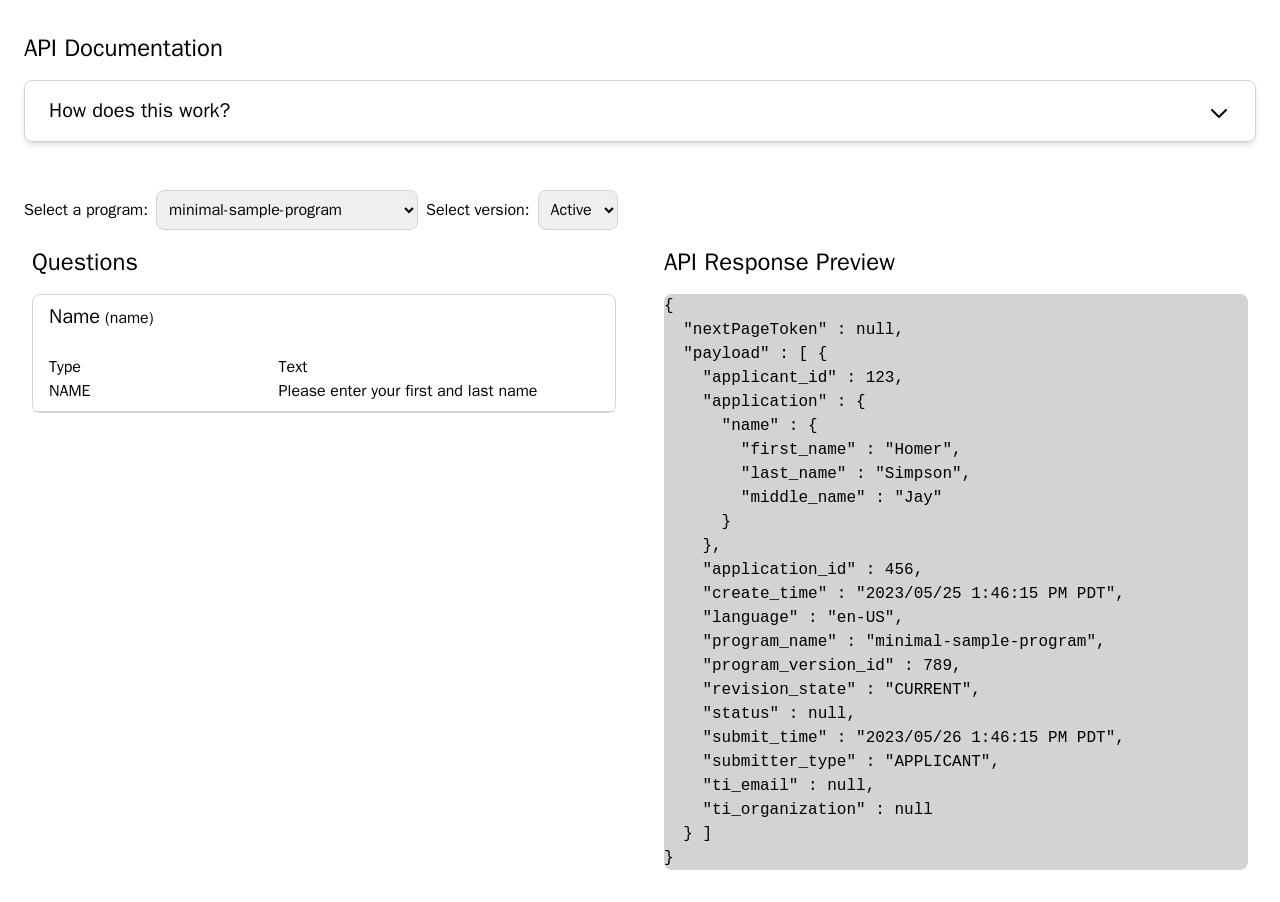 API Documentation
How does this work?
Select a program: minimal-sample-program Select version: Active
Questions
Name (name)
Type Text
NAME Please enter your first and last name
API Response Preview
{
  "nextPageToken" : null,
  "payload" : [ {
    "applicant_id" : 123,
    "application" : {
      "name" : {
        "first_name" : "Homer",
        "last_name" : "Simpson",
        "middle_name" : "Jay"
      }
    },
    "application_id" : 456,
    "create_time" : "2023/05/25 1:46:15 PM PDT",
    "language" : "en-US",
    "program_name" : "minimal-sample-program",
    "program_version_id" : 789,
    "revision_state" : "CURRENT",
    "status" : null,
    "submit_time" : "2023/05/26 1:46:15 PM PDT",
    "submitter_type" : "APPLICANT",
    "ti_email" : null,
    "ti_organization" : null
  } ]
}